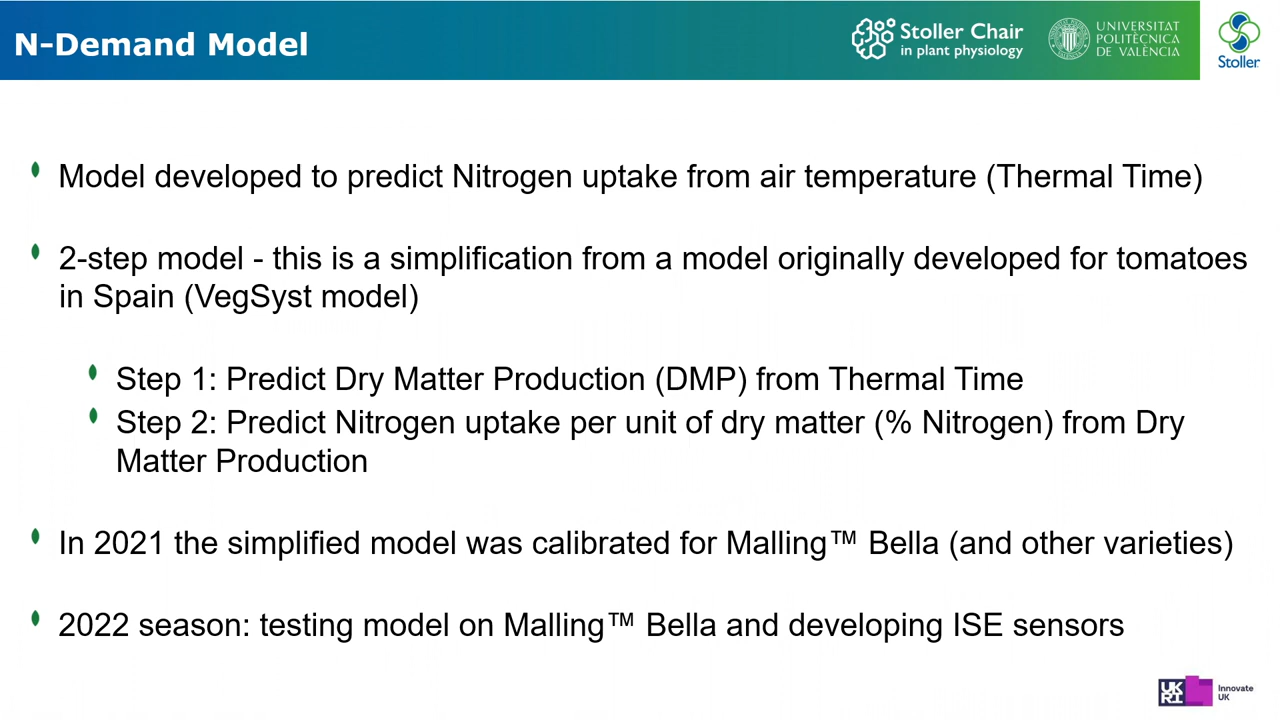 N-Demand Model
Stoller Chair
in plant physiology
UNIVERSITAT
POLITÈCNICA
DE VALÈNCIA
Stoller
Model developed to predict Nitrogen uptake from air temperature (Thermal Time)
2-step model - this is a simplification from a model originally developed for tomatoes
in Spain (VegSyst model)
Step 1: Predict Dry Matter Production (DMP) from Thermal Time
Step 2: Predict Nitrogen uptake per unit of dry matter (% Nitrogen) from Dry
Matter Production
In 2021 the simplified model was calibrated for Malling™ Bella (and other varieties)
2022 season: testing model on Malling™ Bella and developing ISE sensors
UK
RI
Innovate
UK